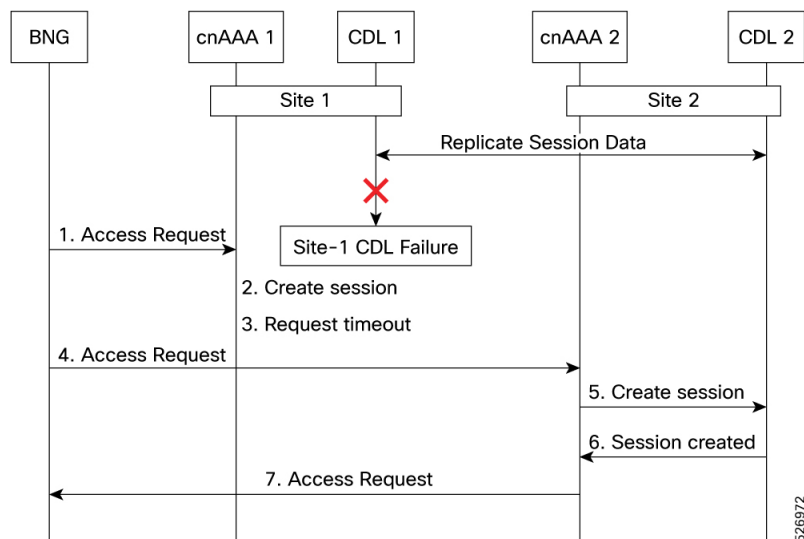 BNG
cnAAA 1
CDL 1
cnAAA 2
CDL 2
Site 1
Site 2
Replicate Session Data
1. Access Request
Site-1 CDL Failure
2. Create session
3. Request timeout
4. Access Request
5. Create session
6. Session created
7. Access Request
526972